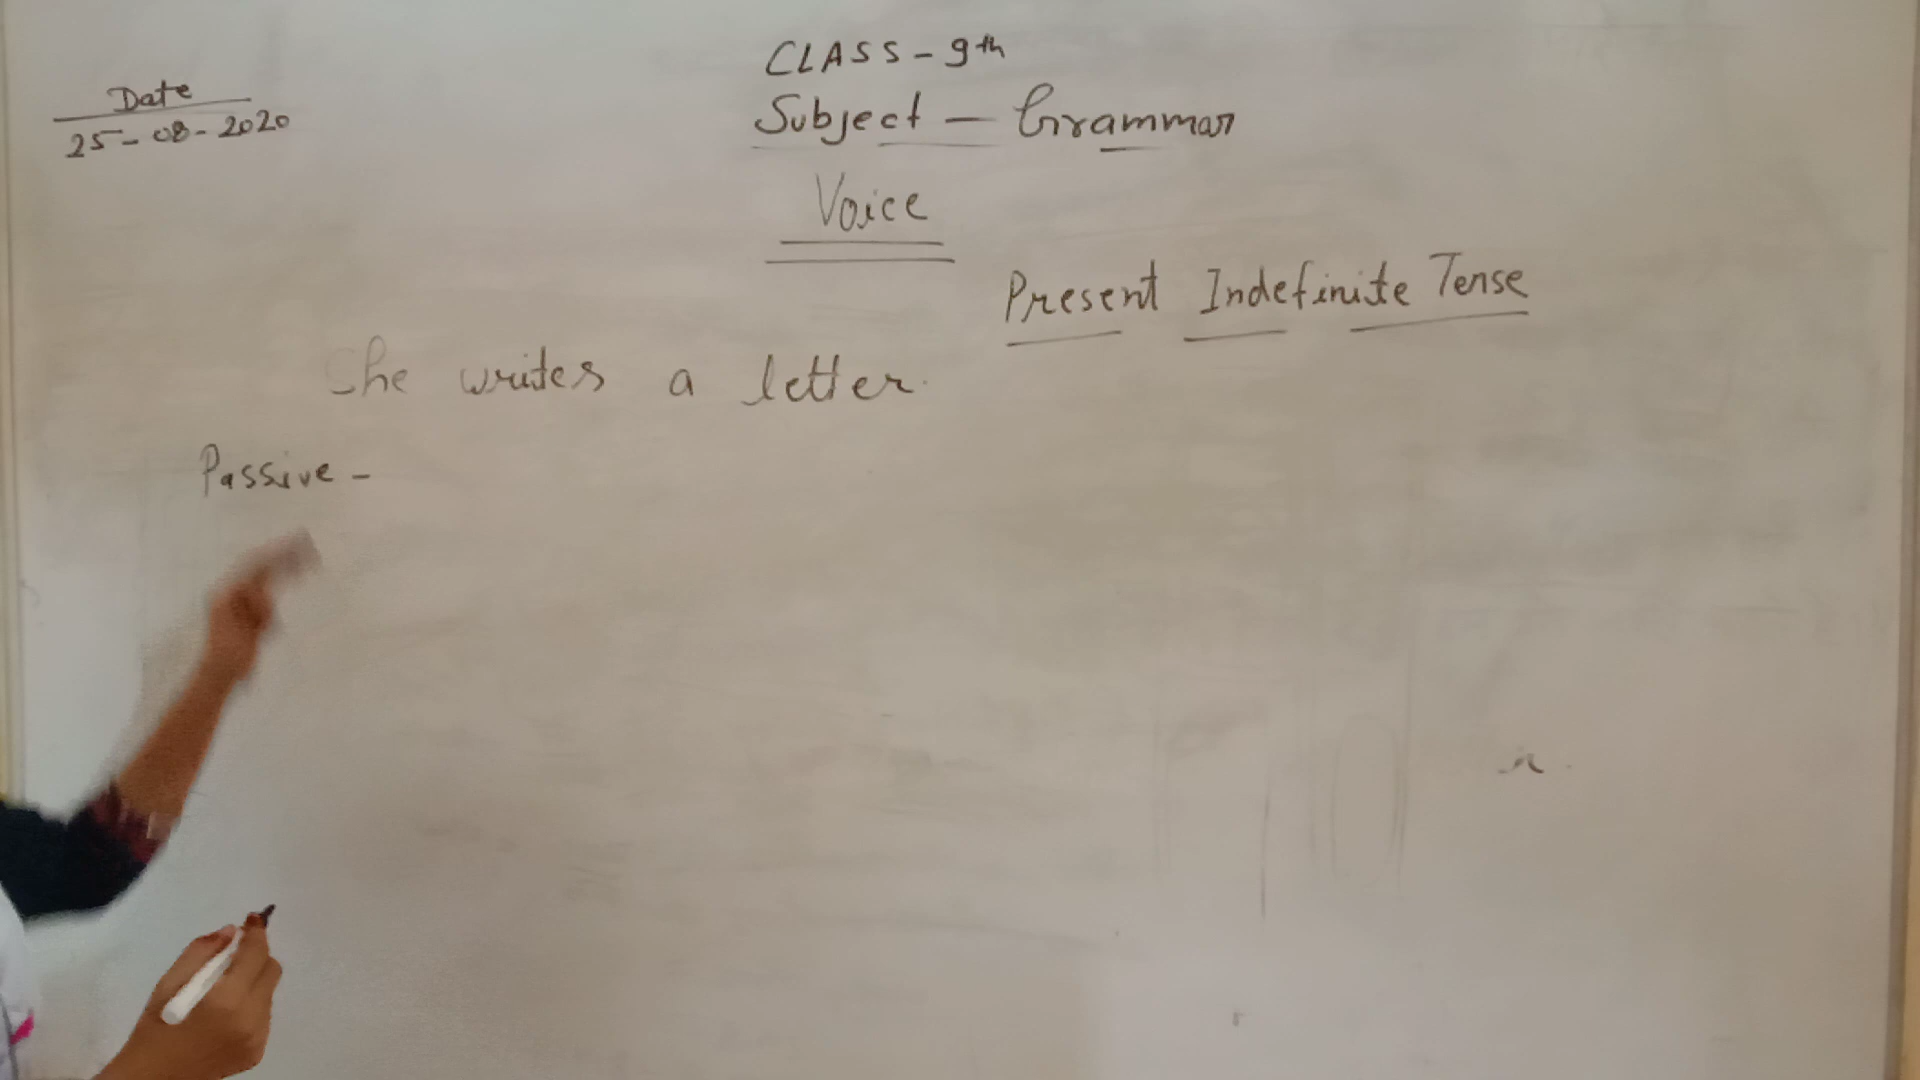 CLASS - 9th
Date
25-08-2020
Subject - Grammar
Voice
Present Indefinite Tense
She writes a letter.
Passive -